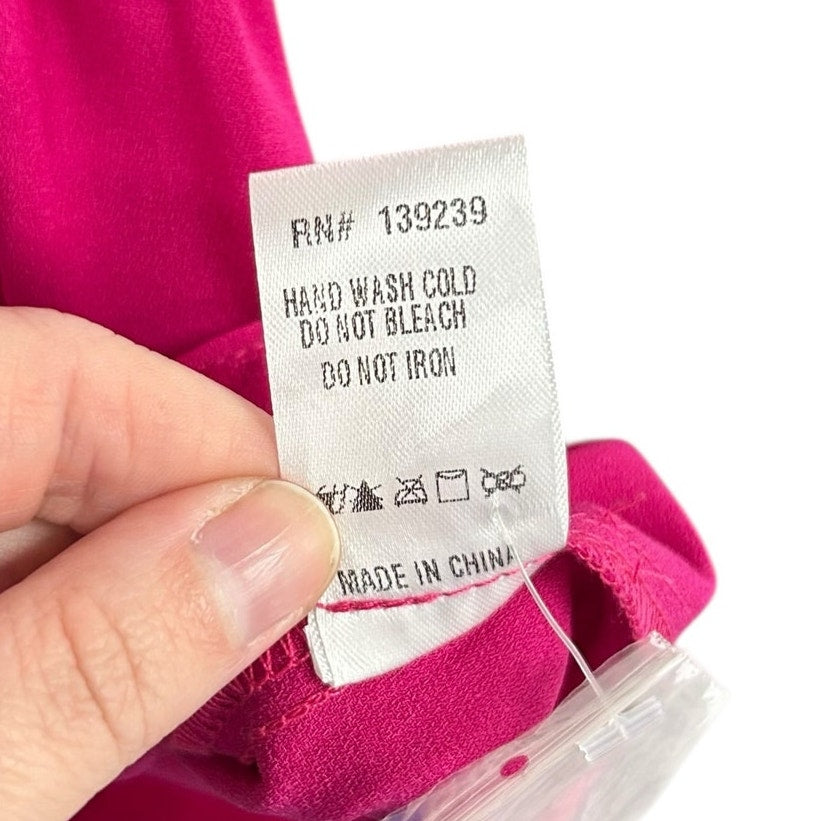 RN# 139239
HAND WASH COLD
DO NOT BLEACH
DO NOT IRON
MADE IN CHINA